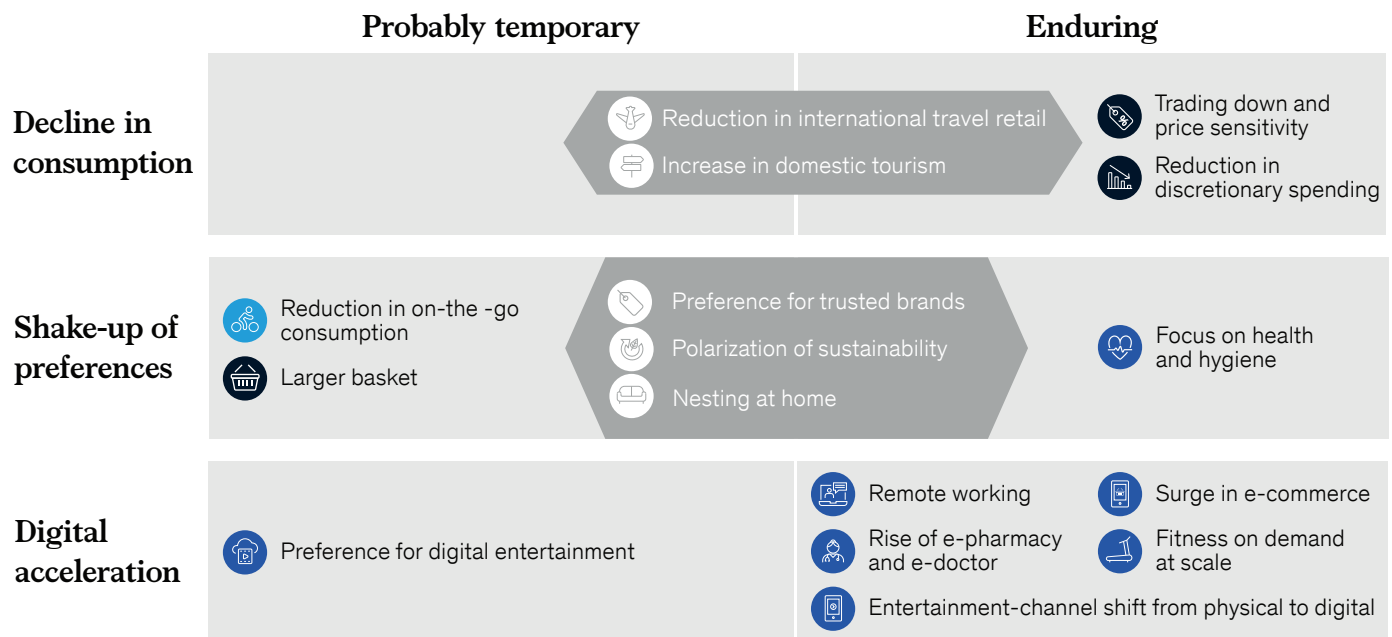 Probably temporary
Enduring
Decline in
consumption
Reduction in international travel retail
Increase in domestic tourism
Trading down and
price sensitivity
Reduction in
discretionary spending
Shake-up of
preferences
Reduction in on-the -go
consumption
Larger basket
Preference for trusted brands
Polarization of sustainability
Nesting at home
Focus on health
and hygiene
Digital
acceleration
Preference for digital entertainment
Remote working
Surge in e-commerce
Rise of e-pharmacy
and e-doctor
Fitness on demand
at scale
Entertainment-channel shift from physical to digital